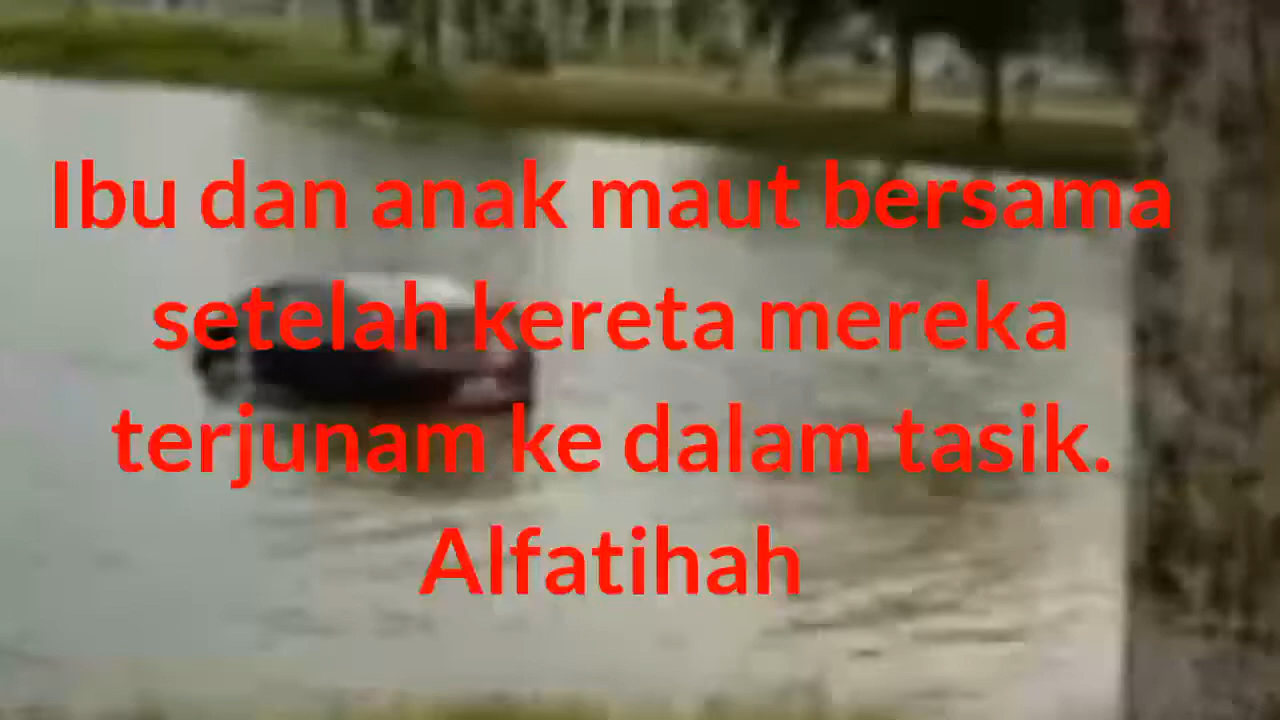 Ibu dan anak maut bersama
setelah kereta mereka
terjunam ke dalam tasik.
Alfatihah